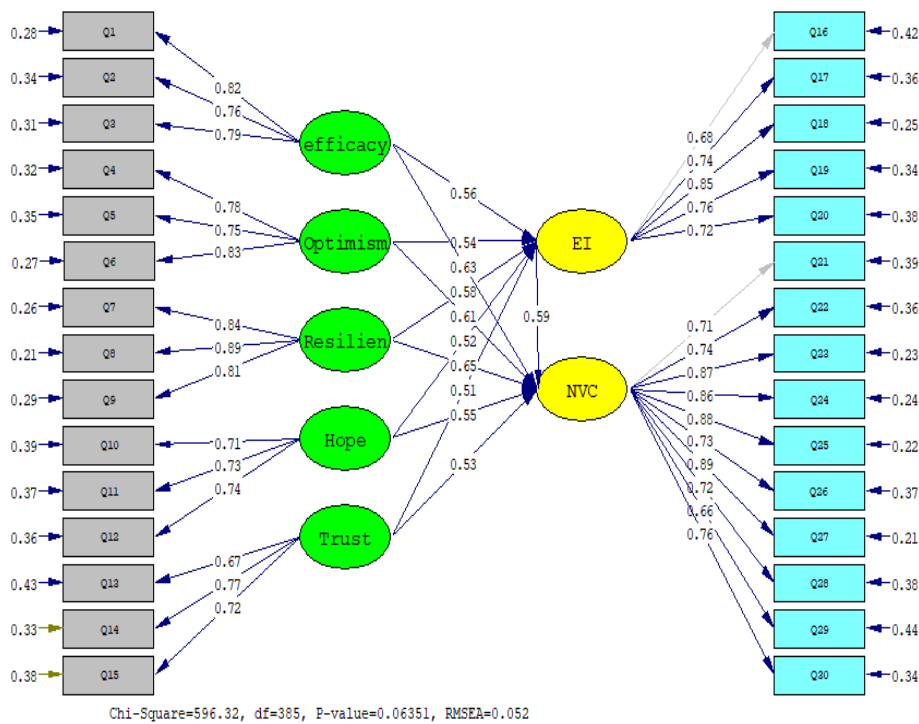 0.28 Q1
0.34 Q2
0.31 Q3
0.32 Q4
0.35 Q5
0.27 Q6
0.26 Q7
0.21 Q8
0.29 Q9
0.39 Q10
0.37 Q11
0.36 Q12
0.43 Q13
0.33 Q14
0.38 Q15
0.82
0.76
0.79
0.78
0.75
0.83
0.84
0.89
0.81
0.71
0.73
0.74
0.67
0.77
0.72
efficacy
Optimism
Resilien
Hope
Trust
0.56
0.54
0.63
0.58
0.61
0.52
0.65
0.51
0.55
0.53
0.59
EI
NVC
0.68
0.74
0.85
0.76
0.72
0.71
0.74
0.87
0.86
0.88
0.73
0.89
0.72
0.66
0.76
Q16 0.42
Q17 0.36
Q18 0.25
Q19 0.34
Q20 0.38
Q21 0.39
Q22 0.36
Q23 0.23
Q24 0.24
Q25 0.22
Q26 0.37
Q27 0.21
Q28 0.38
Q29 0.44
Q30 0.34
Chi-Square=596.32, df=385, P-value=0.06351, RMSEA=0.052